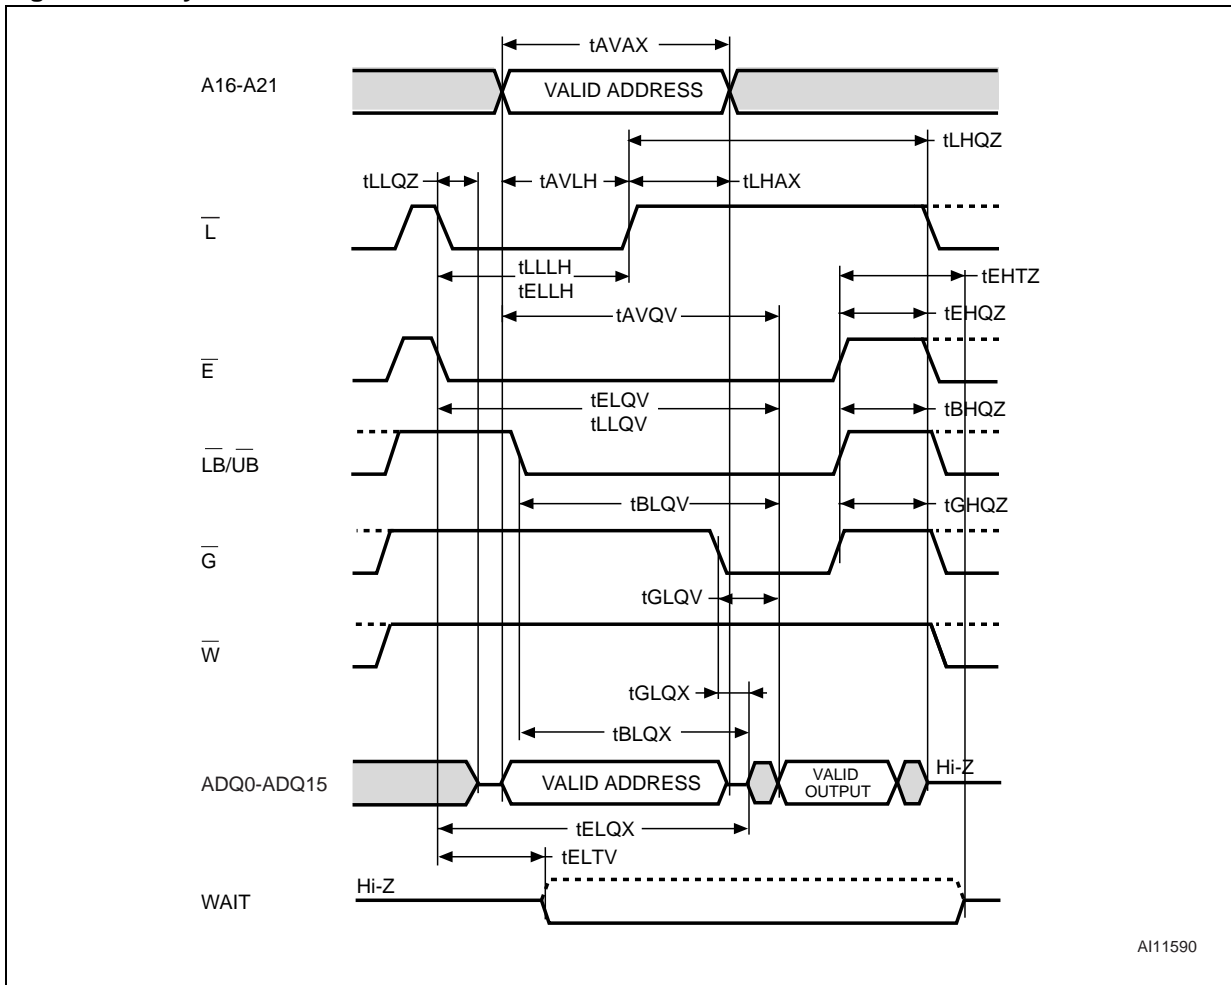 tAVAX
A16-A21
VALID ADDRESS
tLHQZ
tLLQZ
tAVLH
tLHAX
L
tLLLH
tELLH
tEHTZ
tAVQV
tEHQZ
E
tELQV
tLLQV
tBHQZ
LB/UB
tBLQV
tGHQZ
G
tGLQV
W
tGLQX
tBLQX
ADQ0-ADQ15
VALID ADDRESS
VALID
OUTPUT
Hi-Z
tELQX
tELTV
Hi-Z
WAIT
AI11590